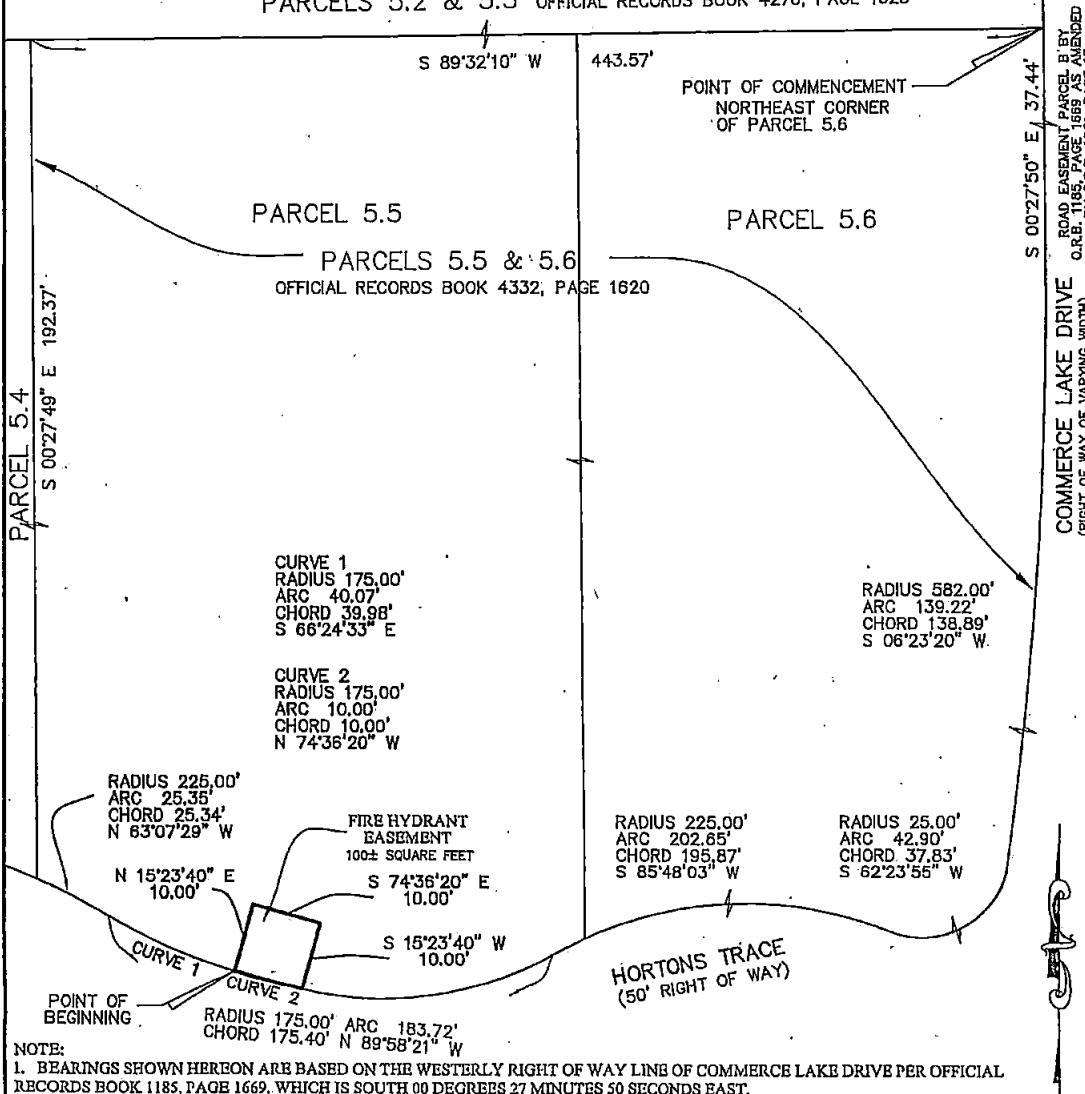 PARCELS 5.2 & 5.3 OFFICIAL RECORDS BOOK 4276, PAGE 1620
S 89°32'10" W 443.57'
POINT OF COMMENCEMENT
NORTHEAST CORNER
OF PARCEL 5.6
S 00°27'50" E 37.44'
ROAD EASEMENT PARCEL B BY
O.R.B. 1185, PAGE 1669 AS AMENDED
COMMERCE LAKE DRIVE
(RIGHT OF WAY OF VARYING WIDTH)
PARCEL 5.5
PARCEL 5.6
PARCELS 5.5 & 5.6
OFFICIAL RECORDS BOOK 4332, PAGE 1620
PARCEL 5.4
S 00°27'49" E 192.37'
CURVE 1
RADIUS 175.00'
ARC 40.07'
CHORD 39.98'
S 66°24'33" E
CURVE 2
RADIUS 175.00'
ARC 10.00'
CHORD 10.00'
N 74°36'20" W
RADIUS 582.00'
ARC 139.22'
CHORD 138.89'
S 06°23'20" W
RADIUS 225.00'
ARC 25.35'
CHORD 25.34'
N 63°07'29" W
FIRE HYDRANT
EASEMENT
100± SQUARE FEET
N 15°23'40" E
10.00'
S 74°36'20" E
10.00'
S 15°23'40" W
10.00'
RADIUS 225.00'
ARC 202.65'
CHORD 195.87'
S 85°48'03" W
RADIUS 25.00'
ARC 42.90'
CHORD 37.83'
S 62°23'55" W
CURVE 1
CURVE 2
POINT OF
BEGINNING
RADIUS 175.00' ARC 183.72'
CHORD 175.40' N 89°58'21" W
HORTONS TRACE
(50' RIGHT OF WAY)
NOTE:
1. BEARINGS SHOWN HEREON ARE BASED ON THE WESTERLY RIGHT OF WAY LINE OF COMMERCE LAKE DRIVE PER OFFICIAL
RECORDS BOOK 1185, PAGE 1669, WHICH IS SOUTH 00 DEGREES 27 MINUTES 50 SECONDS EAST.